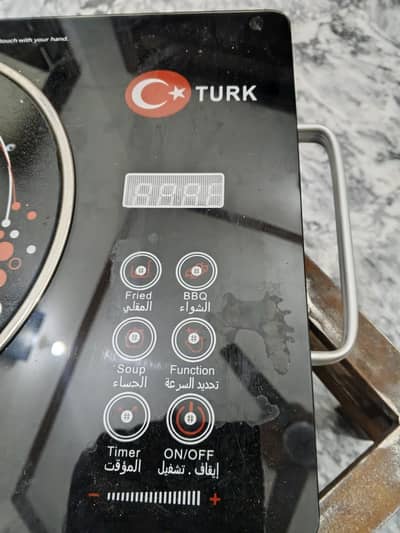 touch with your hand.
TURK
Fried
المقلي
BBQ
الشواء
Soup
الحساء
Function
تحديد السرعة
Timer
المؤقت
ON/OFF
إيقاف . تشغيل
- +